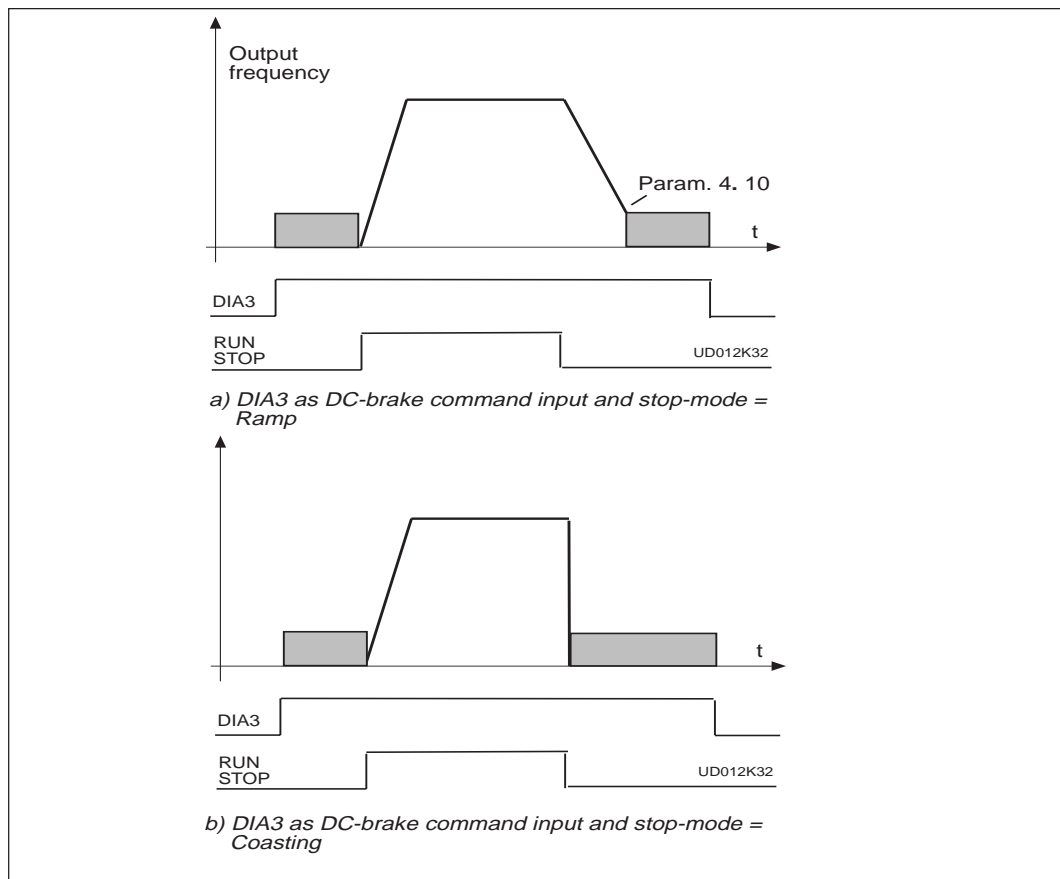 Output
frequency
Param. 4. 10
t
DIA3
RUN
STOP
UD012K32
a) DIA3 as DC-brake command input and stop-mode =
Ramp
t
DIA3
RUN
STOP
UD012K32
b) DIA3 as DC-brake command input and stop-mode =
Coasting